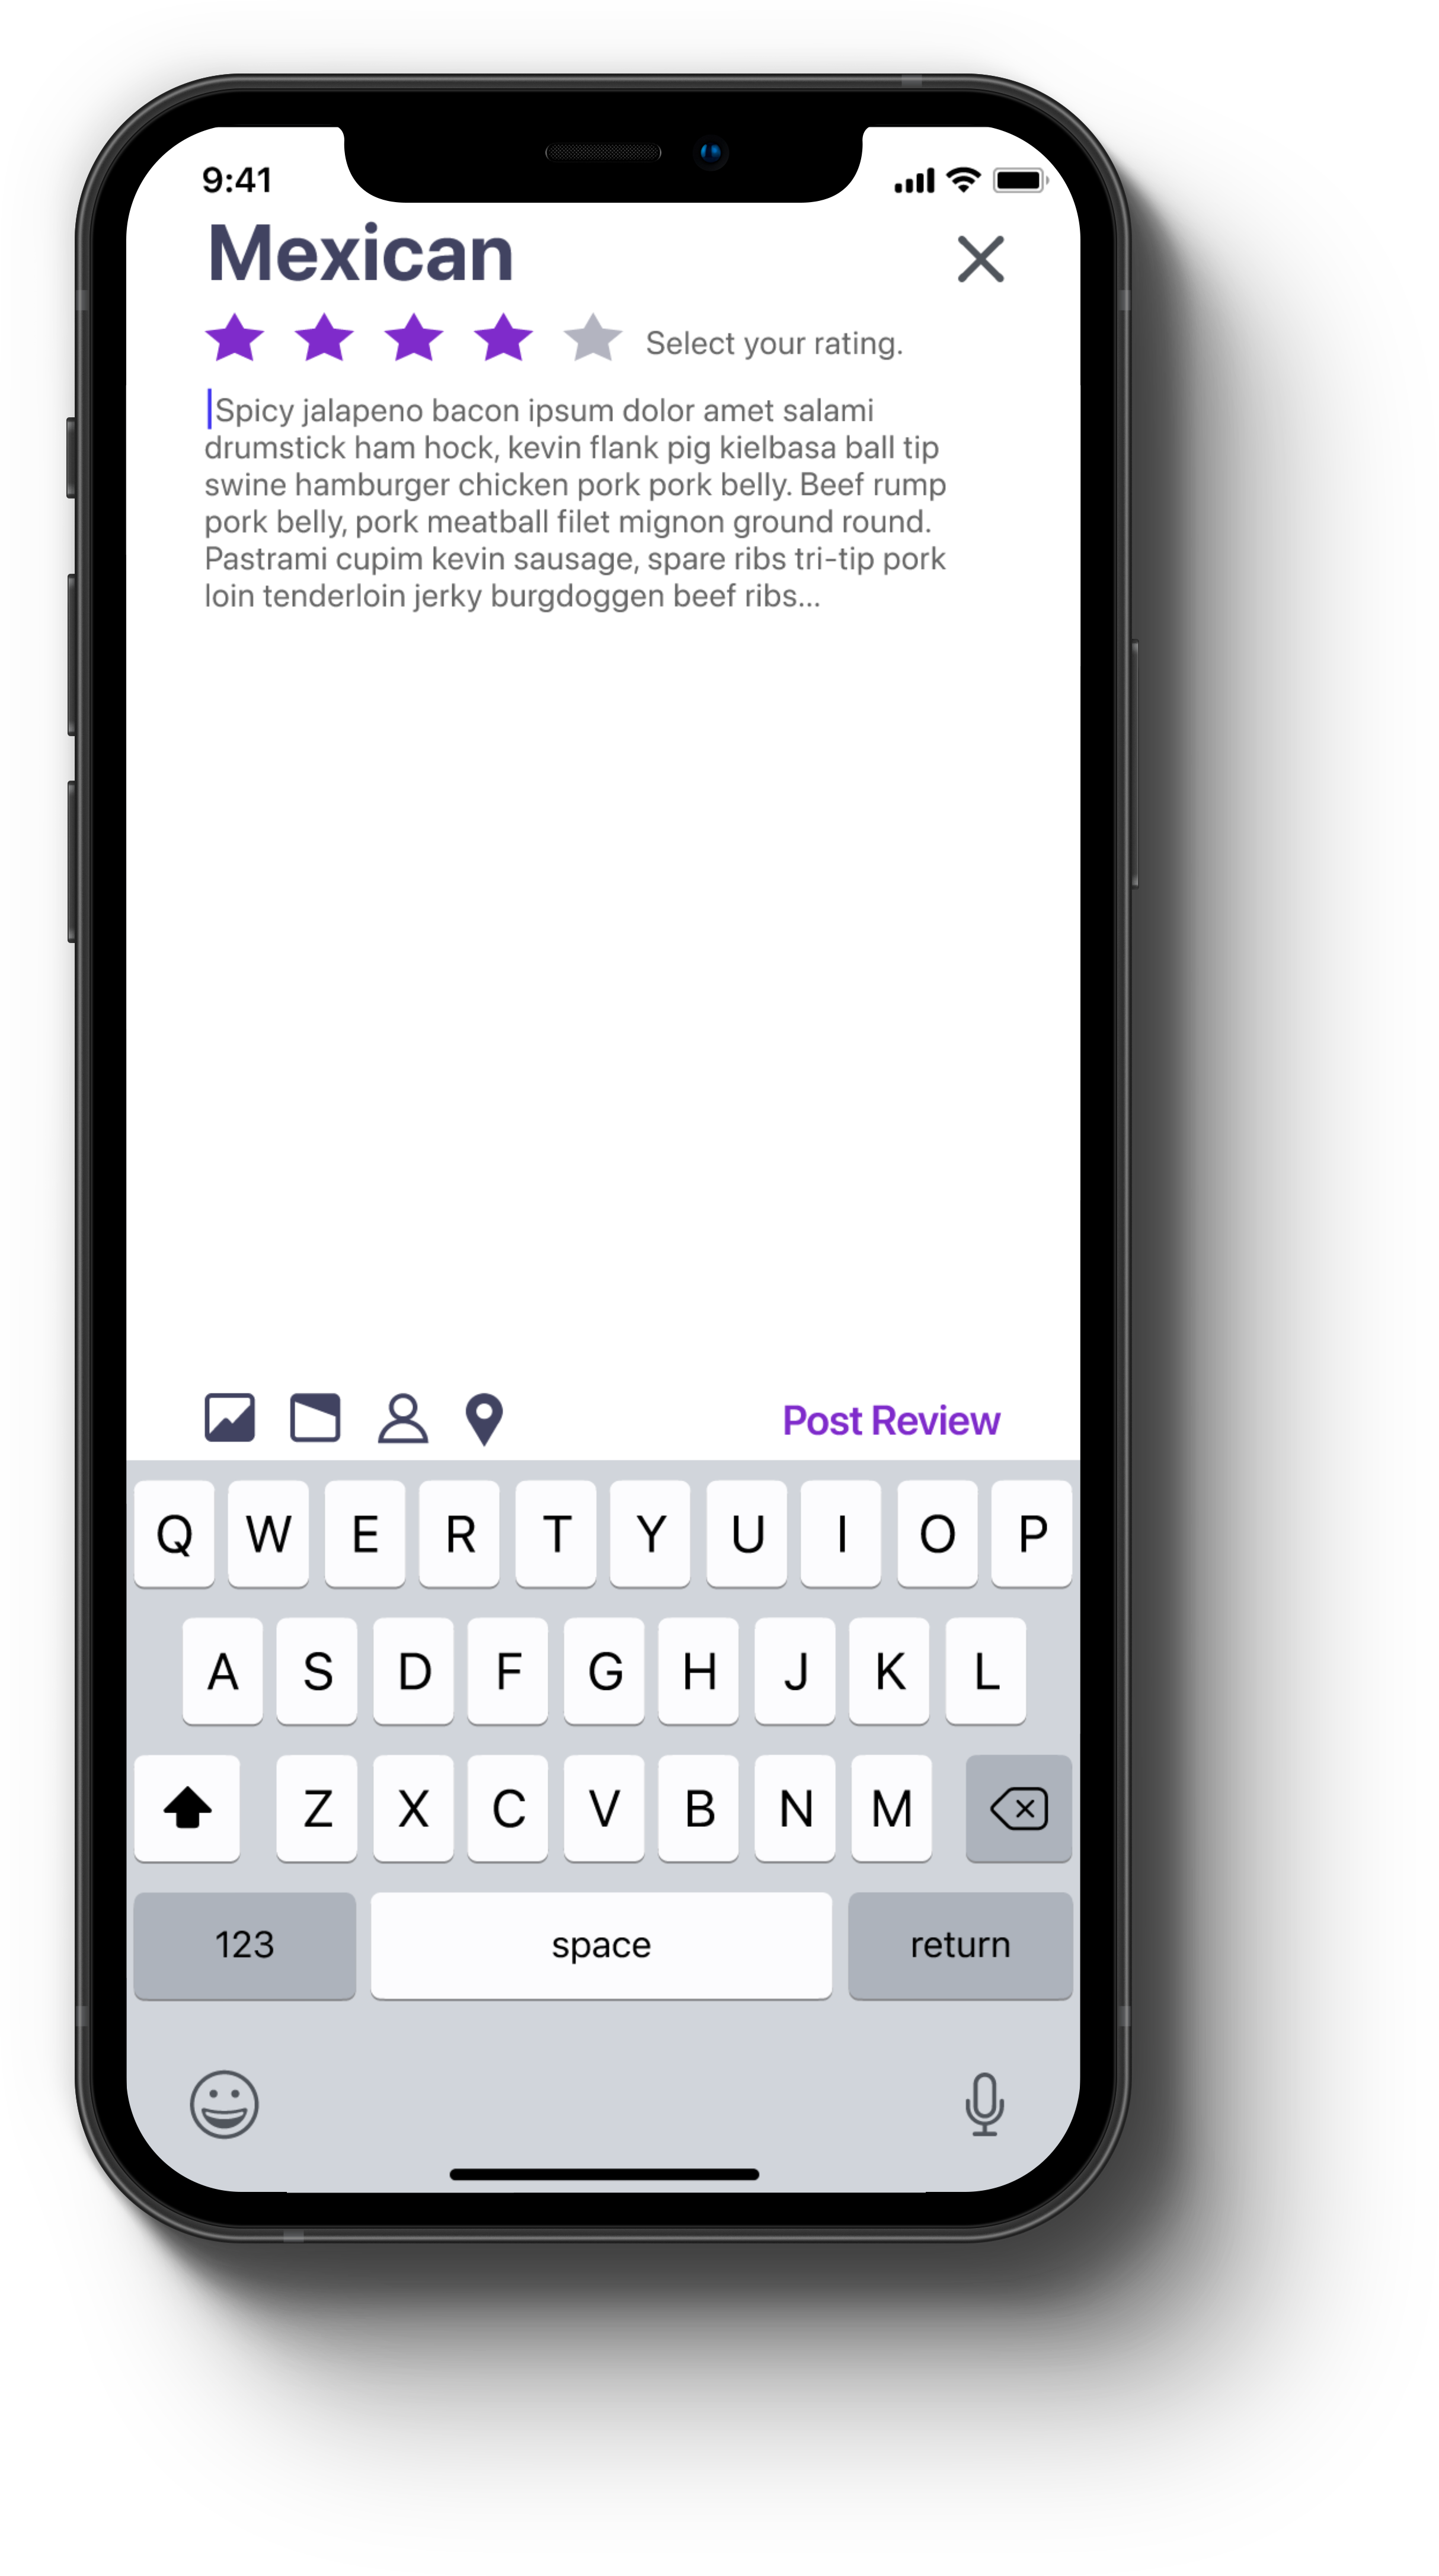 9:41
Mexican
Select your rating.
Spicy jalapeno bacon ipsum dolor amet salami
drumstick ham hock, kevin flank pig kielbasa ball tip
swine hamburger chicken pork pork belly. Beef rump
pork belly, pork meatball filet mignon ground round.
Pastrami cupim kevin sausage, spare ribs tri-tip pork
loin tenderloin jerky burgdoggen beef ribs...
Post Review
Q W E R T Y U I O P
A S D F G H J K L
Z X C V B N M
123 space return